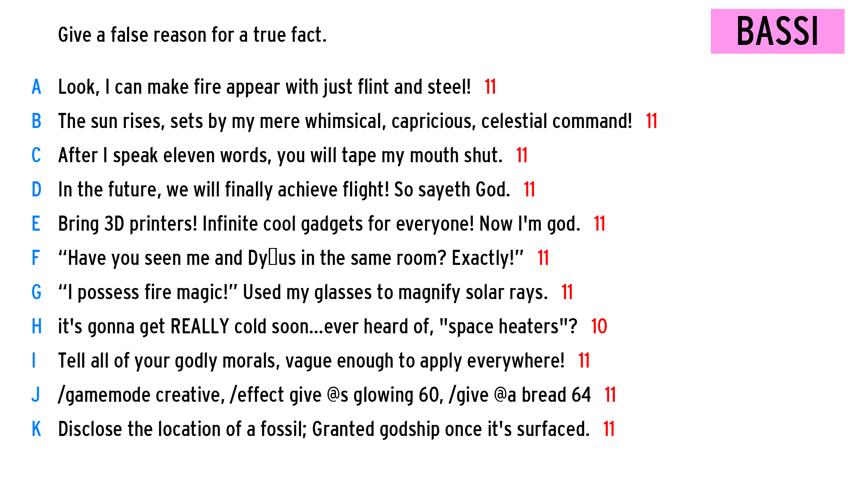 Give a false reason for a true fact.
BASSI
A Look, I can make fire appear with just flint and steel! 11
B The sun rises, sets by my mere whimsical, capricious, celestial command! 11
C After I speak eleven words, you will tape my mouth shut. 11
D In the future, we will finally achieve flight! So sayeth God. 11
E Bring 3D printers! Infinite cool gadgets for everyone! Now I'm god. 11
F “Have you seen me and Dy▯us in the same room? Exactly!” 11
G “I possess fire magic!” Used my glasses to magnify solar rays. 11
H it's gonna get REALLY cold soon...ever heard of, "space heaters"? 10
I Tell all of your godly morals, vague enough to apply everywhere! 11
J /gamemode creative, /effect give @s glowing 60, /give @a bread 64 11
K Disclose the location of a fossil; Granted godship once it's surfaced. 11